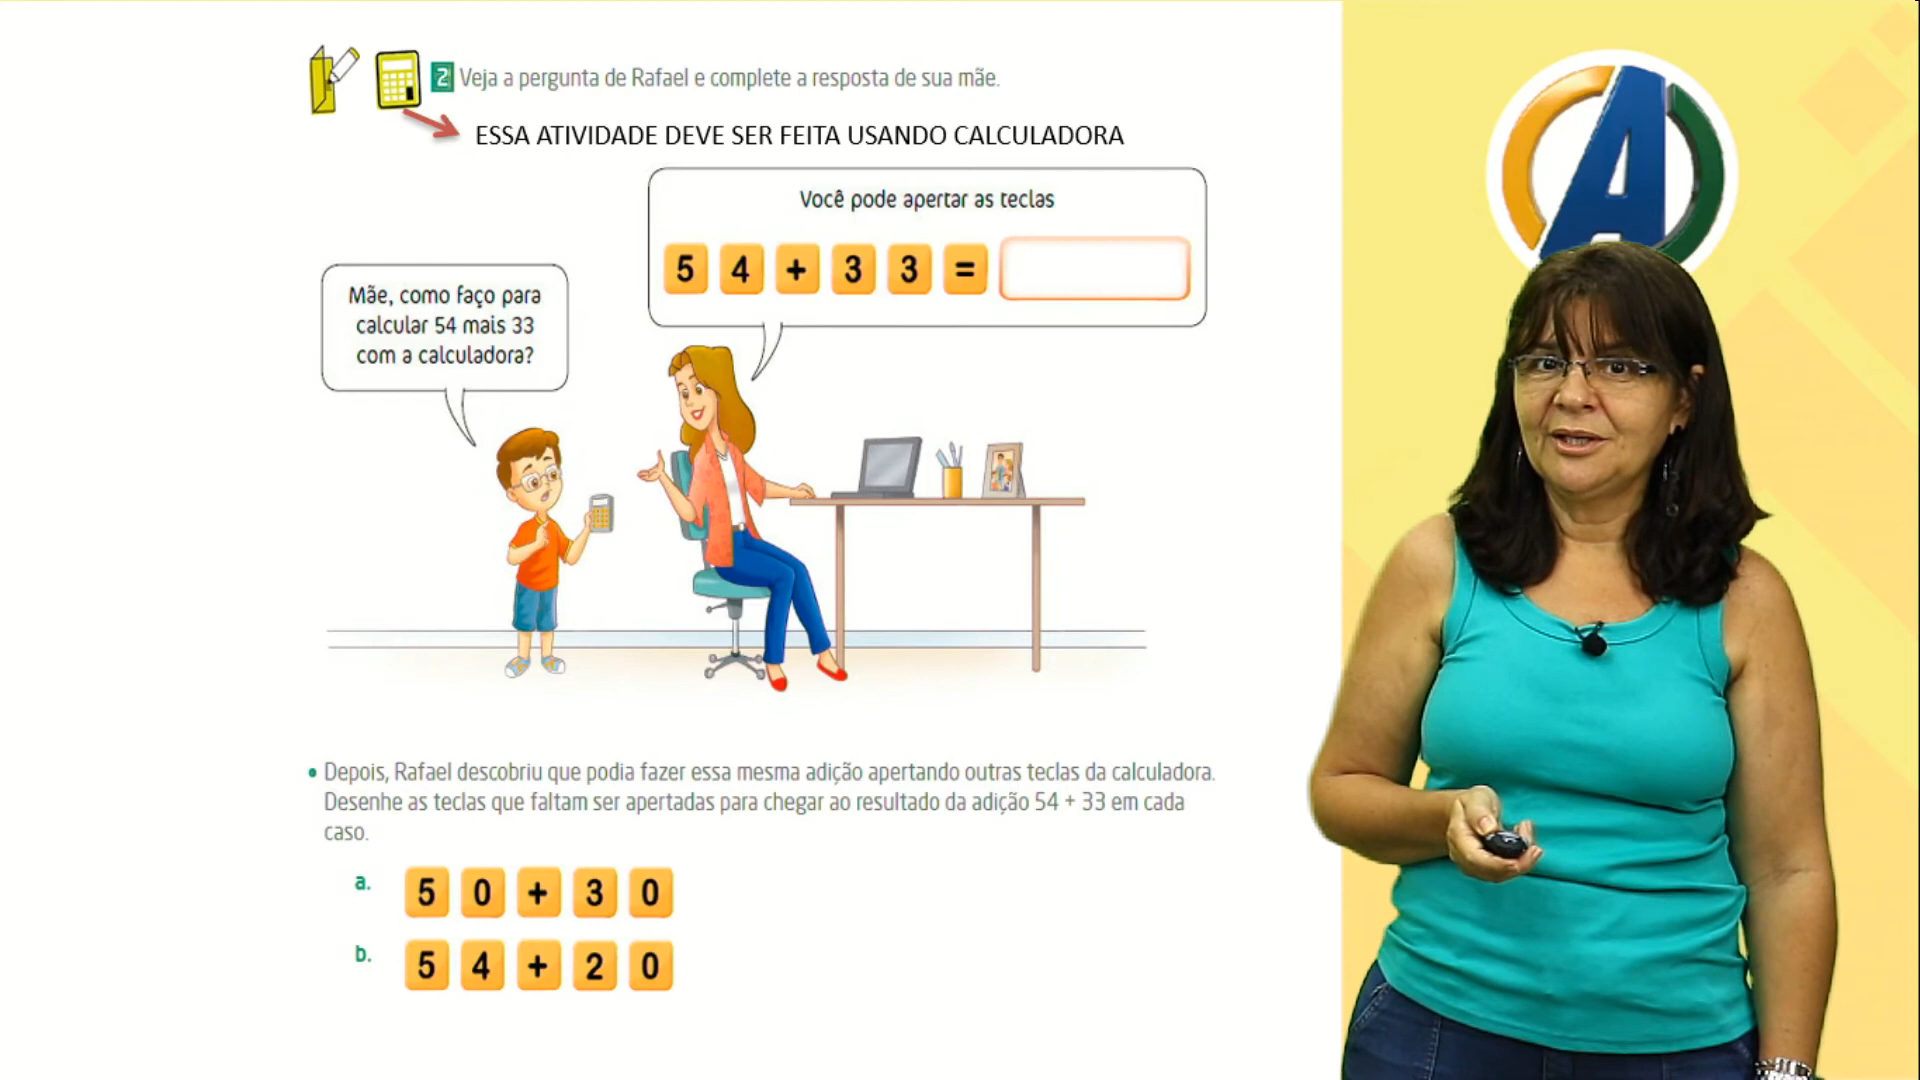 2 Veja a pergunta de Rafael e complete a resposta de sua mãe.
ESSA ATIVIDADE DEVE SER FEITA USANDO CALCULADORA
Você pode apertar as teclas
5 4 + 3 3 =
Mãe, como faço para
calcular 54 mais 33
com a calculadora?
• Depois, Rafael descobriu que podia fazer essa mesma adição apertando outras teclas da calculadora.
Desenhe as teclas que faltam ser apertadas para chegar ao resultado da adição 54 + 33 em cada
caso.
a. 5 0 + 3 0
b. 5 4 + 2 0
A